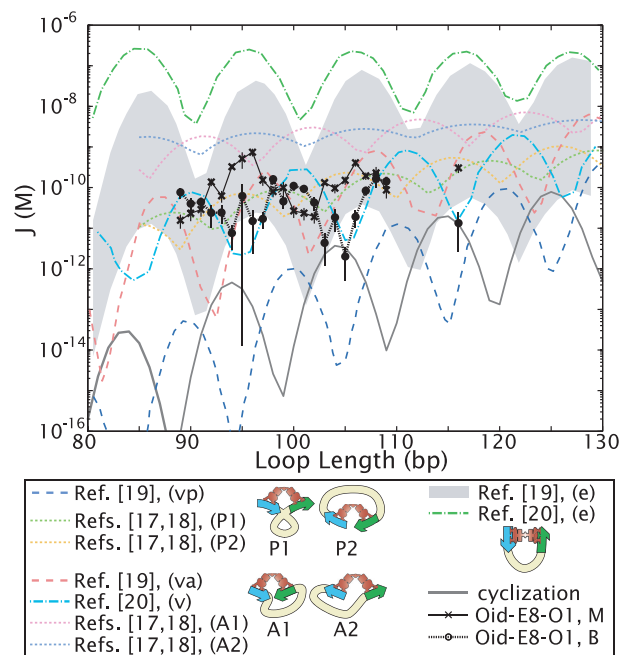 10-6
10-8
10-10
10-12
10-14
10-16
J (M)
80 90 100 110 120 130
Loop Length (bp)
Ref. [19], (vp)
Refs. [17,18], (P1)
Refs. [17,18], (P2)
P1 P2
Ref. [19], (va)
Ref. [20], (v)
Refs. [17,18], (A1)
Refs. [17,18], (A2)
A1 A2
Ref. [19], (e)
Ref. [20], (e)
cyclization
Oid-E8-O1, M
Oid-E8-O1, B